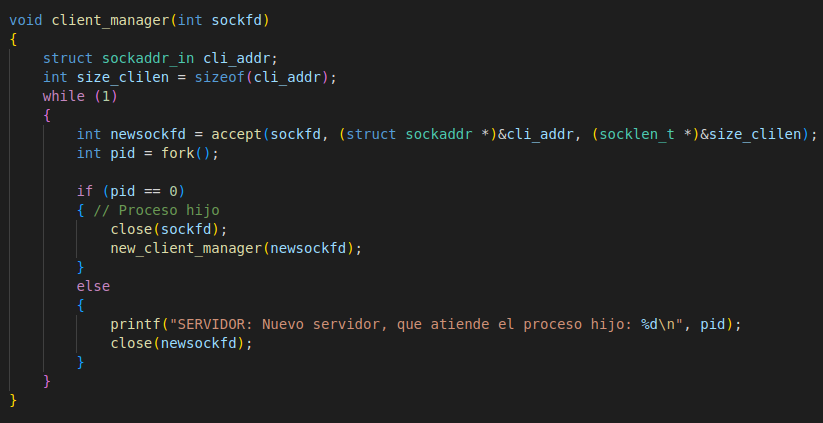 void client_manager(int sockfd)
{
    struct sockaddr_in cli_addr;
    int size_clilen = sizeof(cli_addr);
    while (1)
    {
        int newsockfd = accept(sockfd, (struct sockaddr *)&cli_addr, (socklen_t *)&size_clilen);
        int pid = fork();

        if (pid == 0)
        { // Proceso hijo
            close(sockfd);
            new_client_manager(newsockfd);
        }
        else
        {
            printf("SERVIDOR: Nuevo servidor, que atiende el proceso hijo: %d\n", pid);
            close(newsockfd);
        }
    }
}